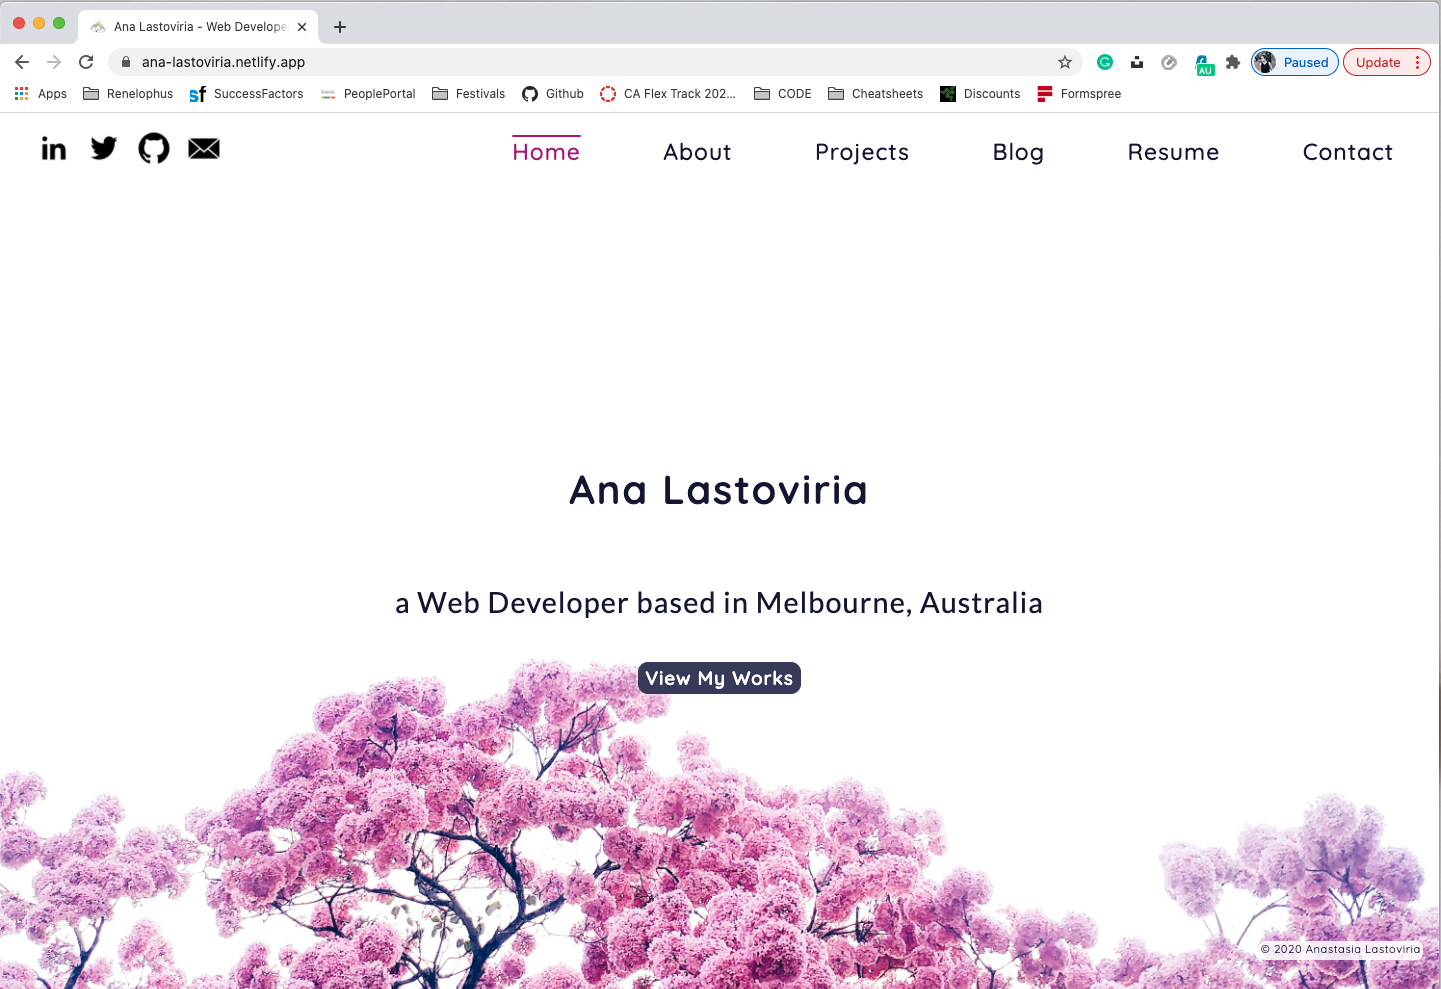 Ana Lastoviria - Web Develope
ana-lastoviria.netlify.app
AU
Paused
Update
Apps
Renelophus
SuccessFactors
PeoplePortal
Festivals
Github
CA Flex Track 202...
CODE
Cheatsheets
Discounts
Formspree
in
Home
About
Projects
Blog
Resume
Contact
Ana Lastoviria
a Web Developer based in Melbourne, Australia
View My Works
© 2020 Anastasia Lastoviria